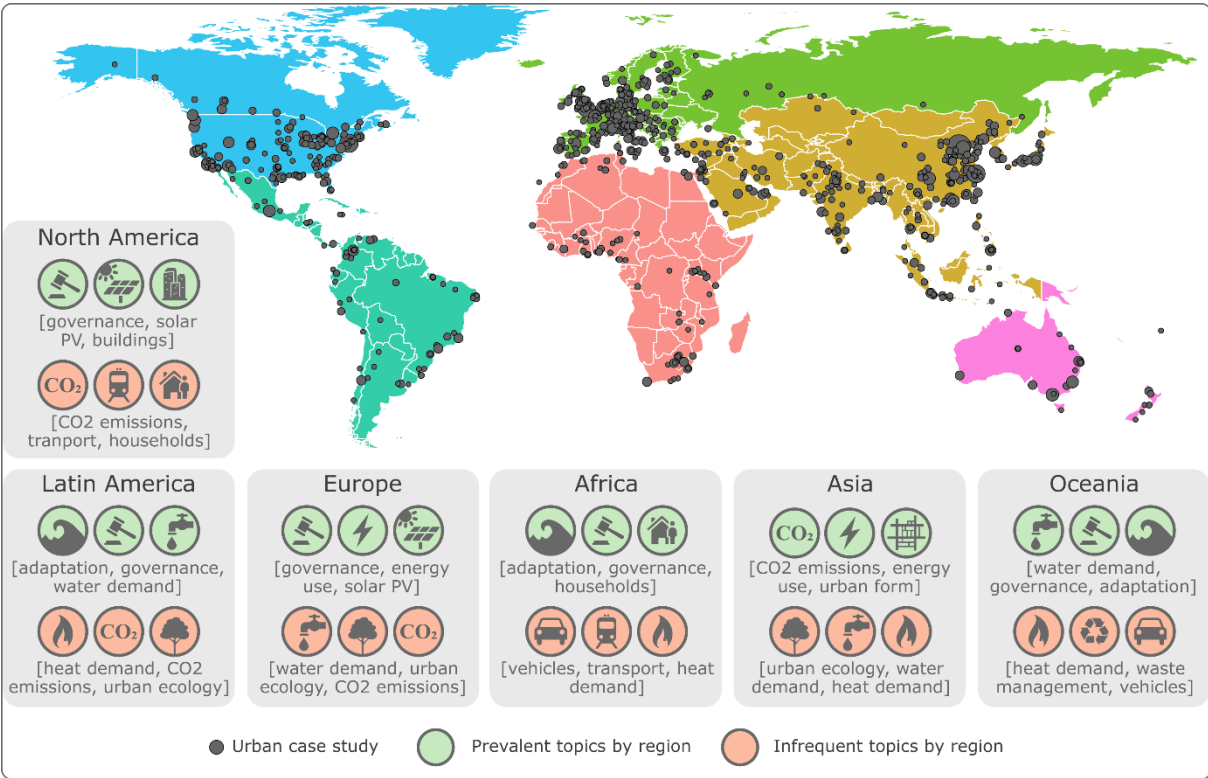 North America
[governance, solar
PV, buildings]
CO₂
[CO2 emissions,
tranport, households]
Latin America
[adaptation, governance,
water demand]
CO₂
[heat demand, CO2
emissions, urban ecology]
Europe
[governance, energy
use, solar PV]
CO₂
[water demand, urban
ecology, CO2 emissions]
Africa
[adaptation, governance,
households]
[vehicles, transport, heat
demand]
Asia
CO₂
[CO2 emissions, energy
use, urban form]
[urban ecology, water
demand, heat demand]
Oceania
[water demand,
governance, adaptation]
[heat demand, waste
management, vehicles]
Urban case study
Prevalent topics by region
Infrequent topics by region